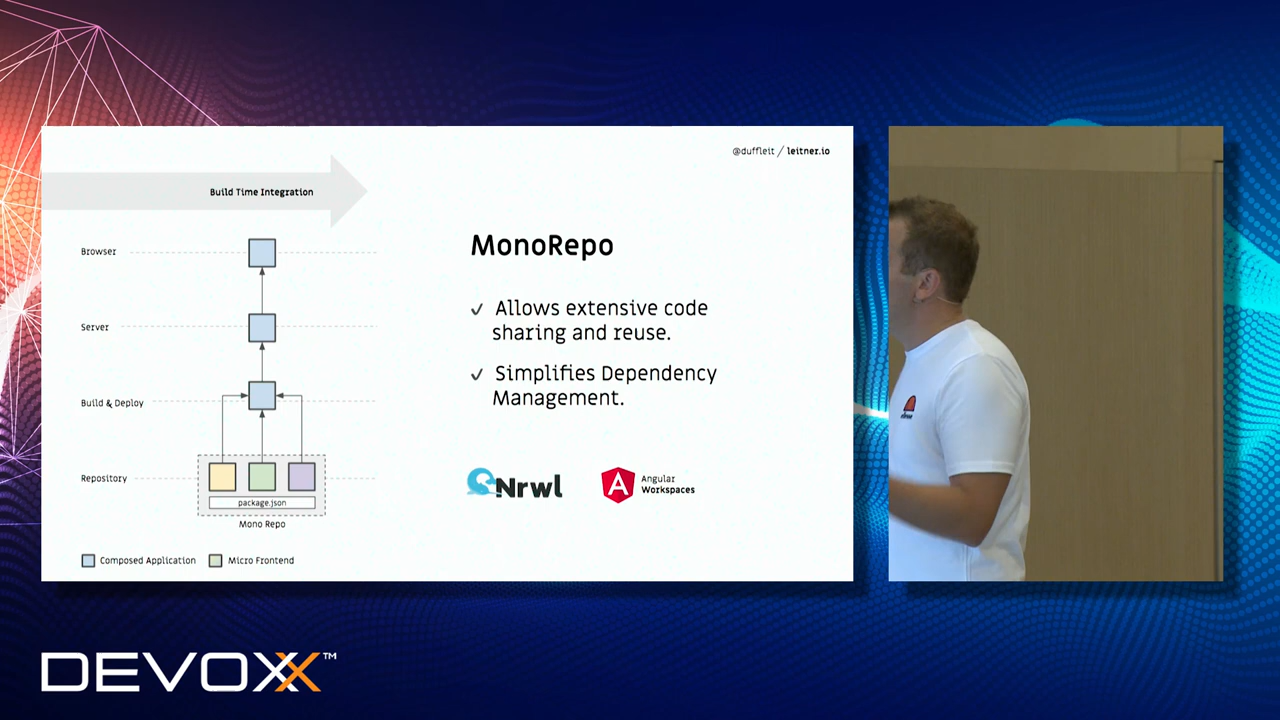 @duffleit / leitner.io
Build Time Integration
Browser
Server
Build & Deploy
Repository
package.json
Mono Repo
Composed Application
Micro Frontend
MonoRepo
✓ Allows extensive code
sharing and reuse.
✓ Simplifies Dependency
Management.
Nrwl
A
Angular
Workspaces
DEVOXX™